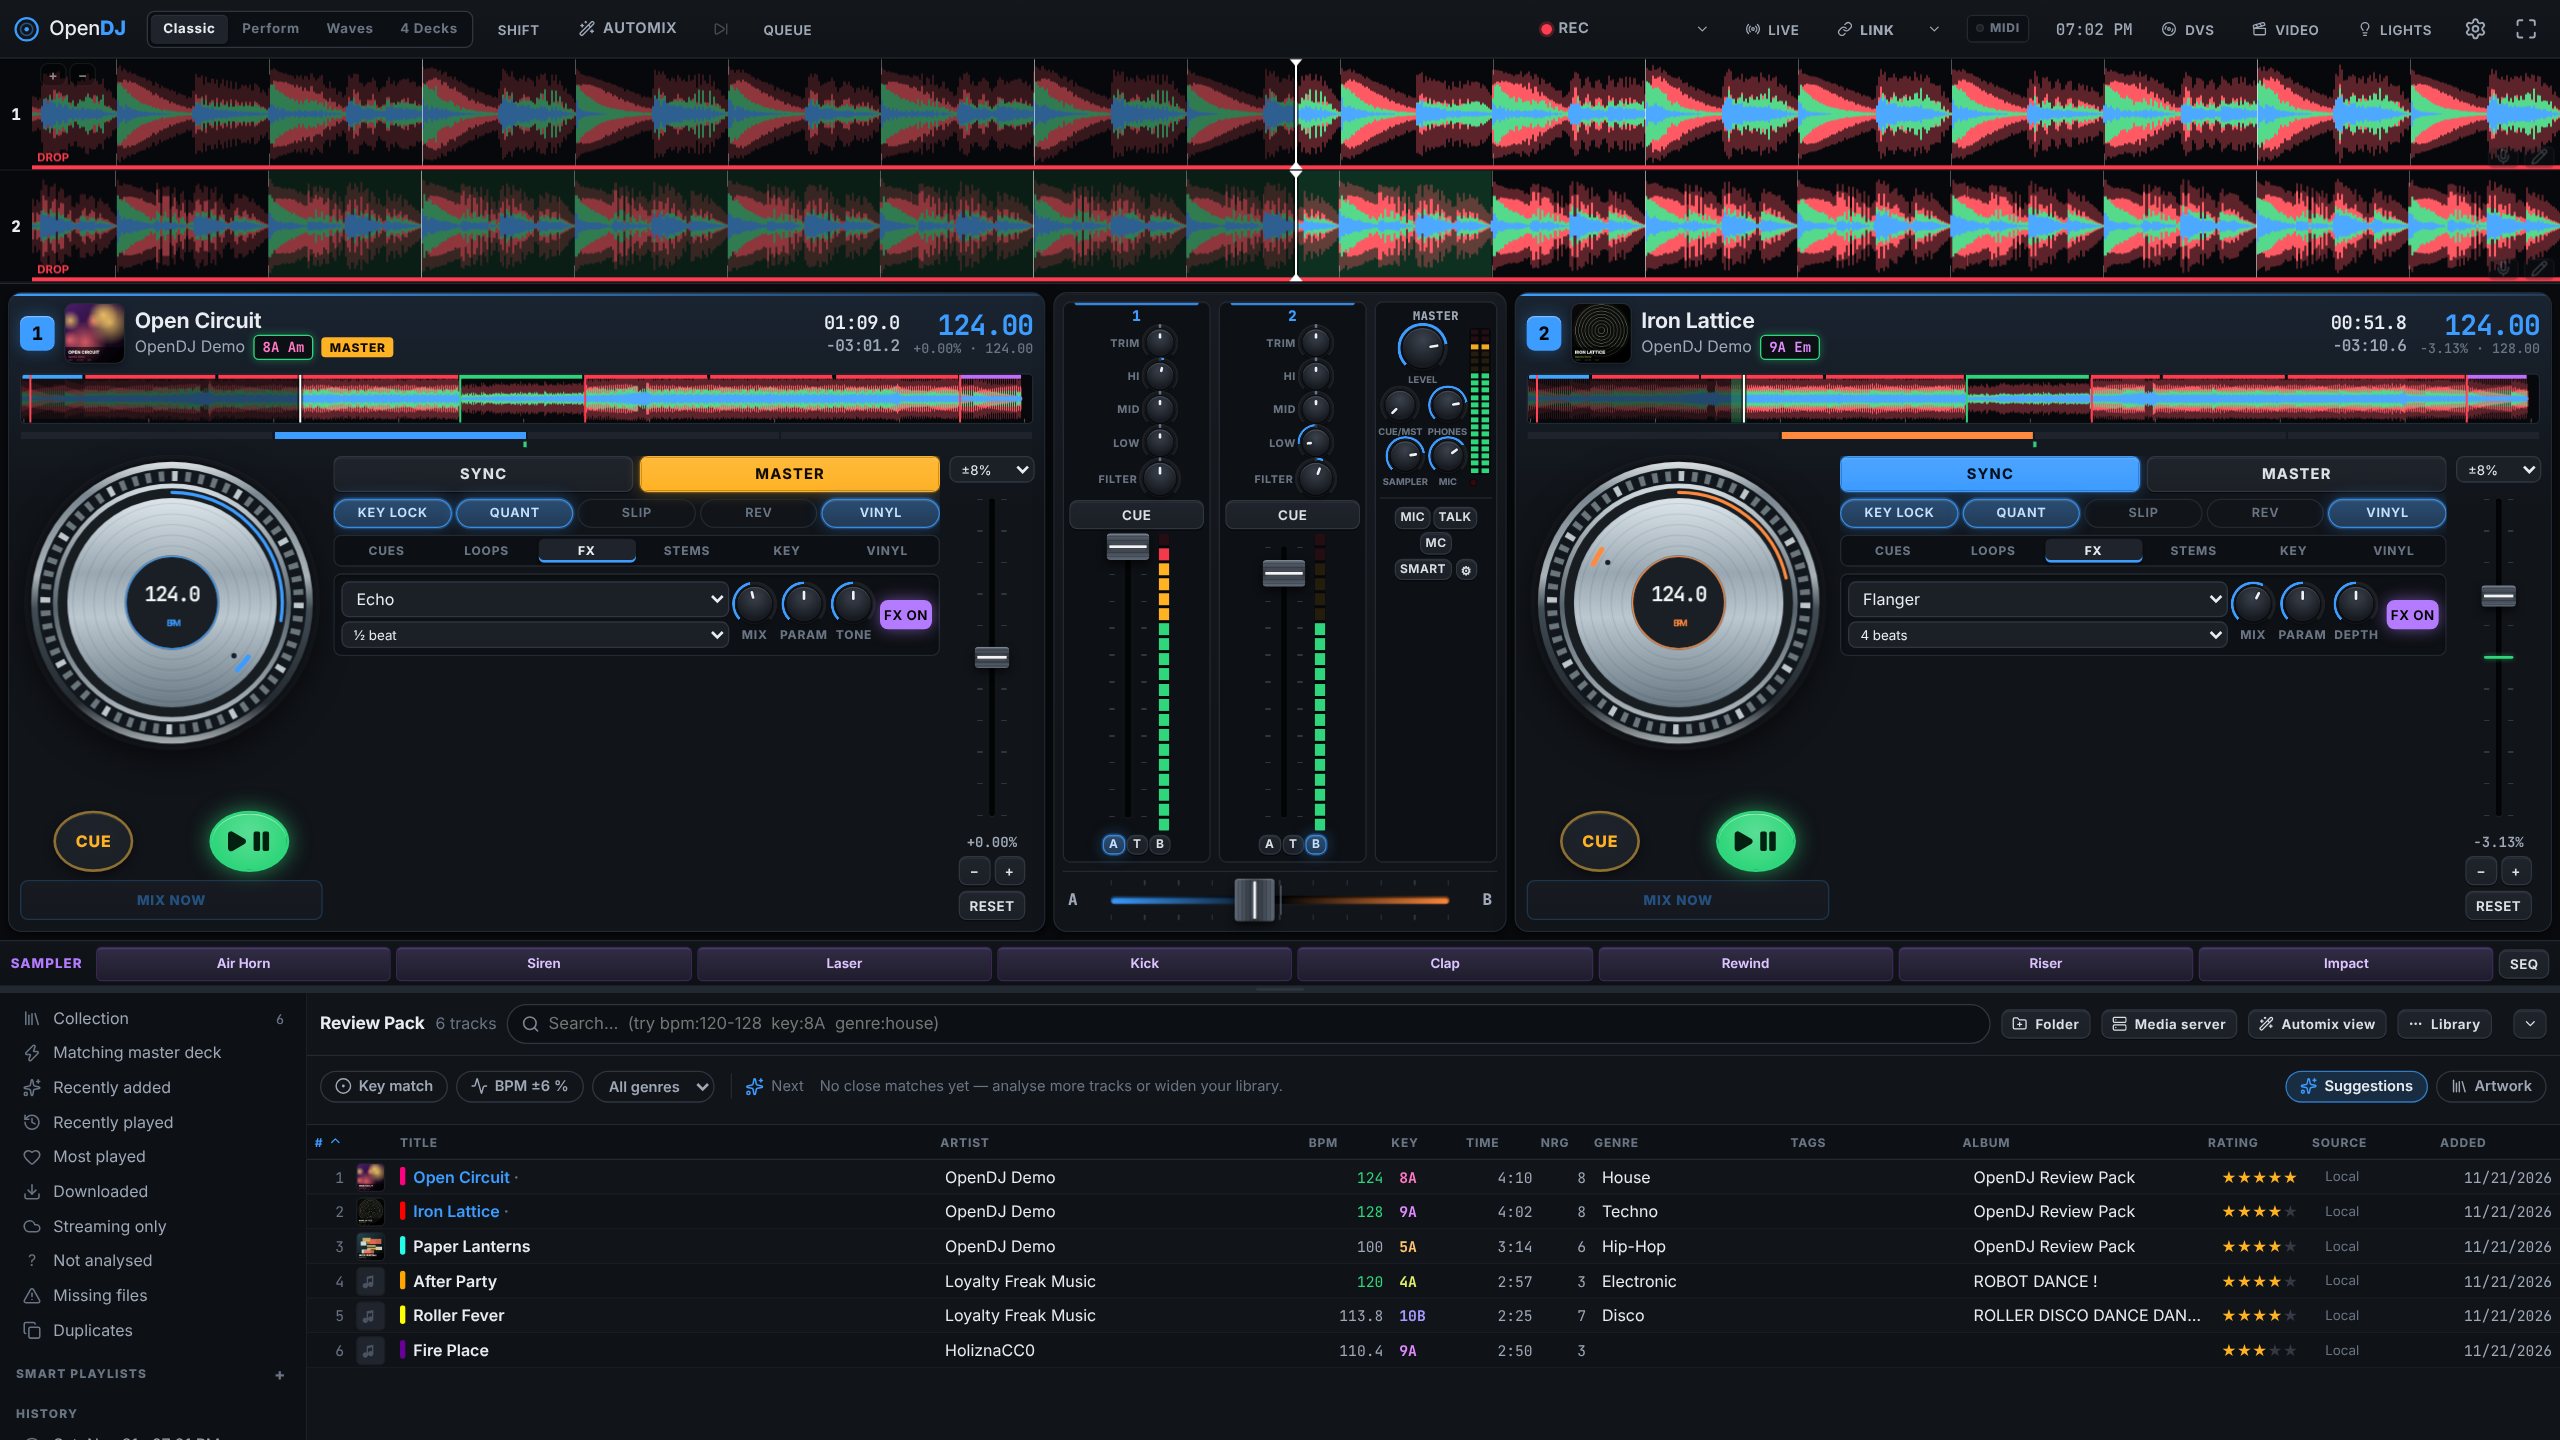 OpenDJ Classic Perform Waves 4 Decks SHIFT AUTOMIX QUEUE REC LIVE LINK MIDI 07:02 PM DVS VIDEO LIGHTS
+ −
1
DROP
2
DROP
1 Open Circuit 01:09.0 124.00
OpenDJ Demo 8A Am MASTER -03:01.2 +0.00% · 124.00
SYNC MASTER ±8%
KEY LOCK QUANT SLIP REV VINYL
CUES LOOPS FX STEMS KEY VINYL
Echo
½ beat
MIX PARAM TONE FX ON
124.0
BPM
CUE
+0.00%
− +
MIX NOW RESET
1 2 MASTER
TRIM TRIM
HI HI LEVEL
MID MID
LOW LOW CUE/MST PHONES
FILTER FILTER SAMPLER MIC
CUE CUE MIC TALK
MC
SMART
A T B A T B
A B
2 Iron Lattice 00:51.8 124.00
OpenDJ Demo 9A Em -03:10.6 -3.13% · 128.00
SYNC MASTER ±8%
KEY LOCK QUANT SLIP REV VINYL
CUES LOOPS FX STEMS KEY VINYL
Flanger
4 beats
MIX PARAM DEPTH FX ON
124.0
BPM
CUE
-3.13%
− +
MIX NOW RESET
SAMPLER Air Horn Siren Laser Kick Clap Rewind Riser Impact SEQ
Collection 6
Matching master deck
Recently added
Recently played
Most played
Downloaded
Streaming only
? Not analysed
Missing files
Duplicates
SMART PLAYLISTS +
HISTORY
Review Pack 6 tracks Search... (try bpm:120-128 key:8A genre:house) Folder Media server Automix view ··· Library
Key match BPM ±6 % All genres Next No close matches yet — analyse more tracks or widen your library. Suggestions Artwork
# TITLE ARTIST BPM KEY TIME NRG GENRE TAGS ALBUM RATING SOURCE ADDED
1 Open Circuit · OpenDJ Demo 124 8A 4:10 8 House OpenDJ Review Pack ★★★★★ Local 11/21/2026
2 Iron Lattice · OpenDJ Demo 128 9A 4:02 8 Techno OpenDJ Review Pack ★★★★★ Local 11/21/2026
3 Paper Lanterns OpenDJ Demo 100 5A 3:14 6 Hip-Hop OpenDJ Review Pack ★★★★★ Local 11/21/2026
4 After Party Loyalty Freak Music 120 4A 2:57 3 Electronic ROBOT DANCE ! ★★★★★ Local 11/21/2026
5 Roller Fever Loyalty Freak Music 113.8 10B 2:25 7 Disco ROLLER DISCO DANCE DAN... ★★★★★ Local 11/21/2026
6 Fire Place HoliznaCC0 110.4 9A 2:50 3 ★★★★★ Local 11/21/2026